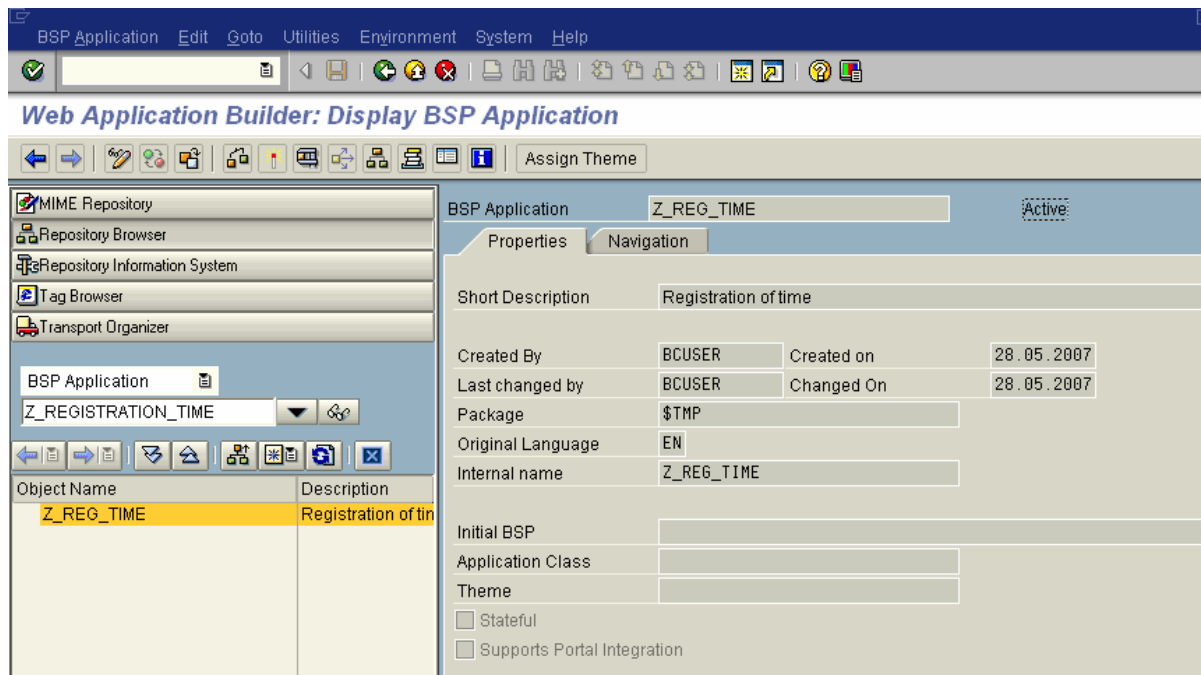 BSP Application Edit Goto Utilities Environment System Help
Web Application Builder: Display BSP Application
Assign Theme
MIME Repository
Repository Browser
Repository Information System
Tag Browser
Transport Organizer
BSP Application
Z_REGISTRATION_TIME
Object Name Description
Z_REG_TIME Registration of tin
BSP Application Z_REG_TIME Active
Properties Navigation
Short Description Registration of time
Created By BCUSER Created on 28.05.2007
Last changed by BCUSER Changed On 28.05.2007
Package $TMP
Original Language EN
Internal name Z_REG_TIME
Initial BSP
Application Class
Theme
Stateful
Supports Portal Integration